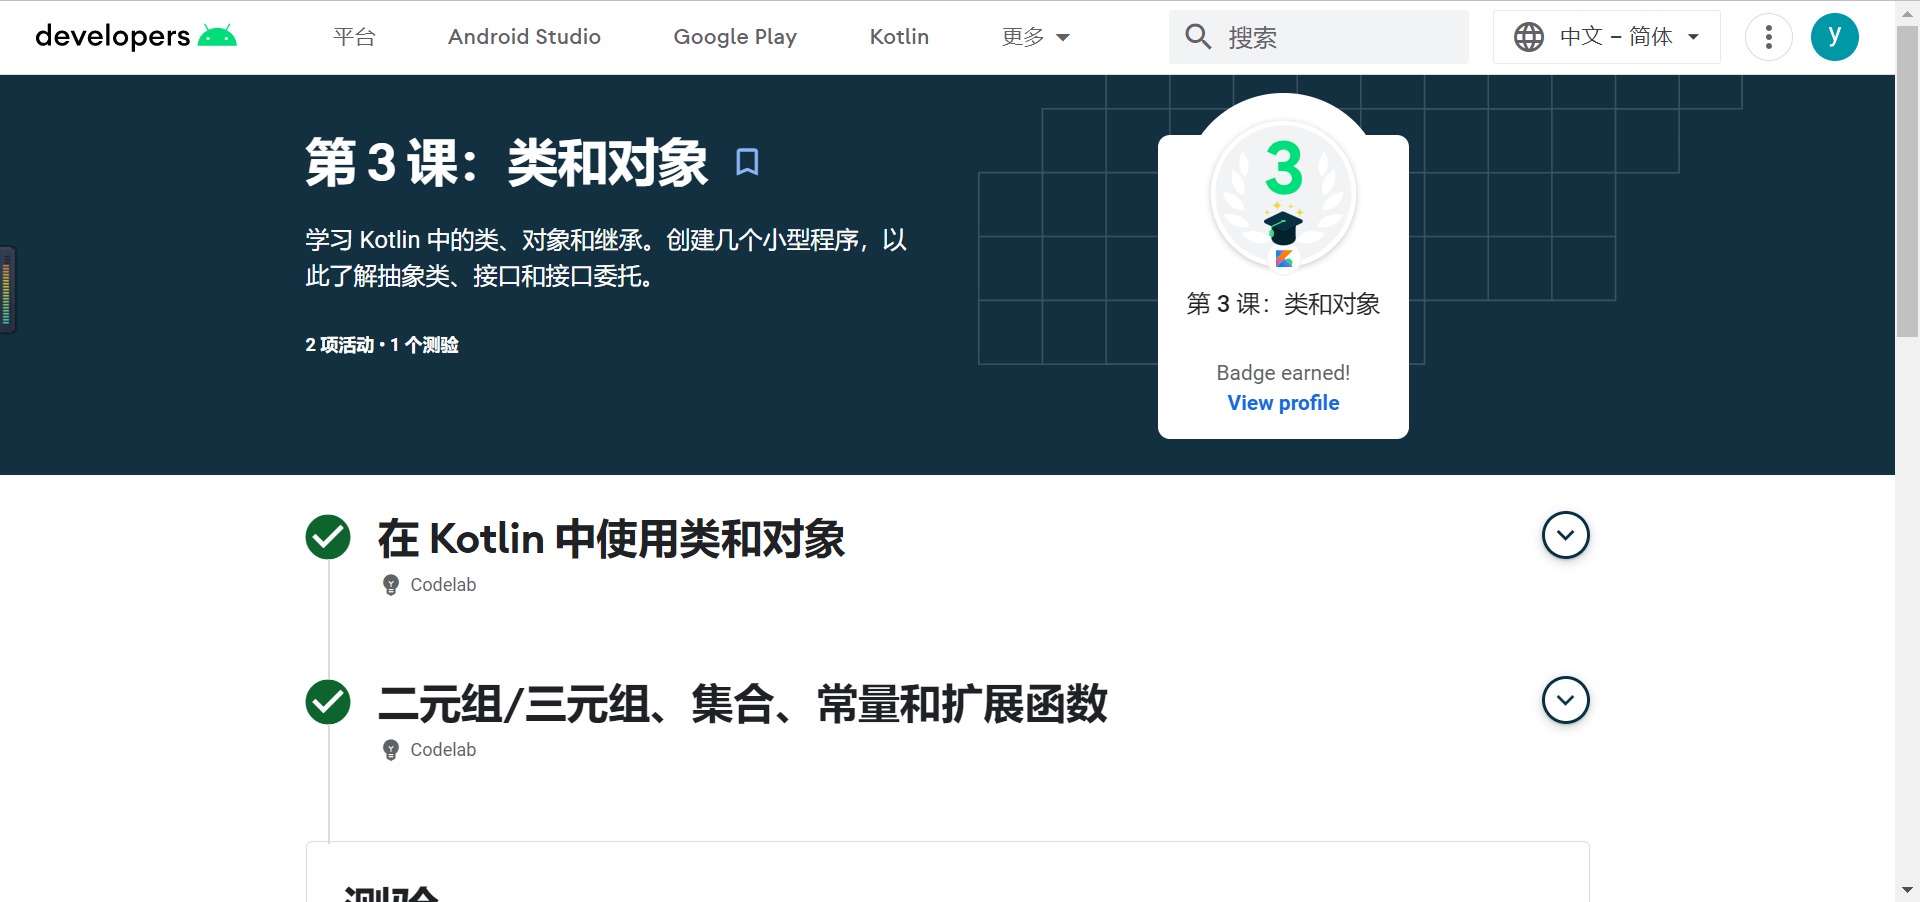 developers
平台
Android Studio
Google Play
Kotlin
更多
搜索
中文 – 简体
y
第 3 课：类和对象
学习 Kotlin 中的类、对象和继承。创建几个小型程序，以
此了解抽象类、接口和接口委托。
2 项活动 • 1 个测验
3
第 3 课：类和对象
Badge earned!
View profile
在 Kotlin 中使用类和对象
Codelab
二元组/三元组、集合、常量和扩展函数
Codelab
测验